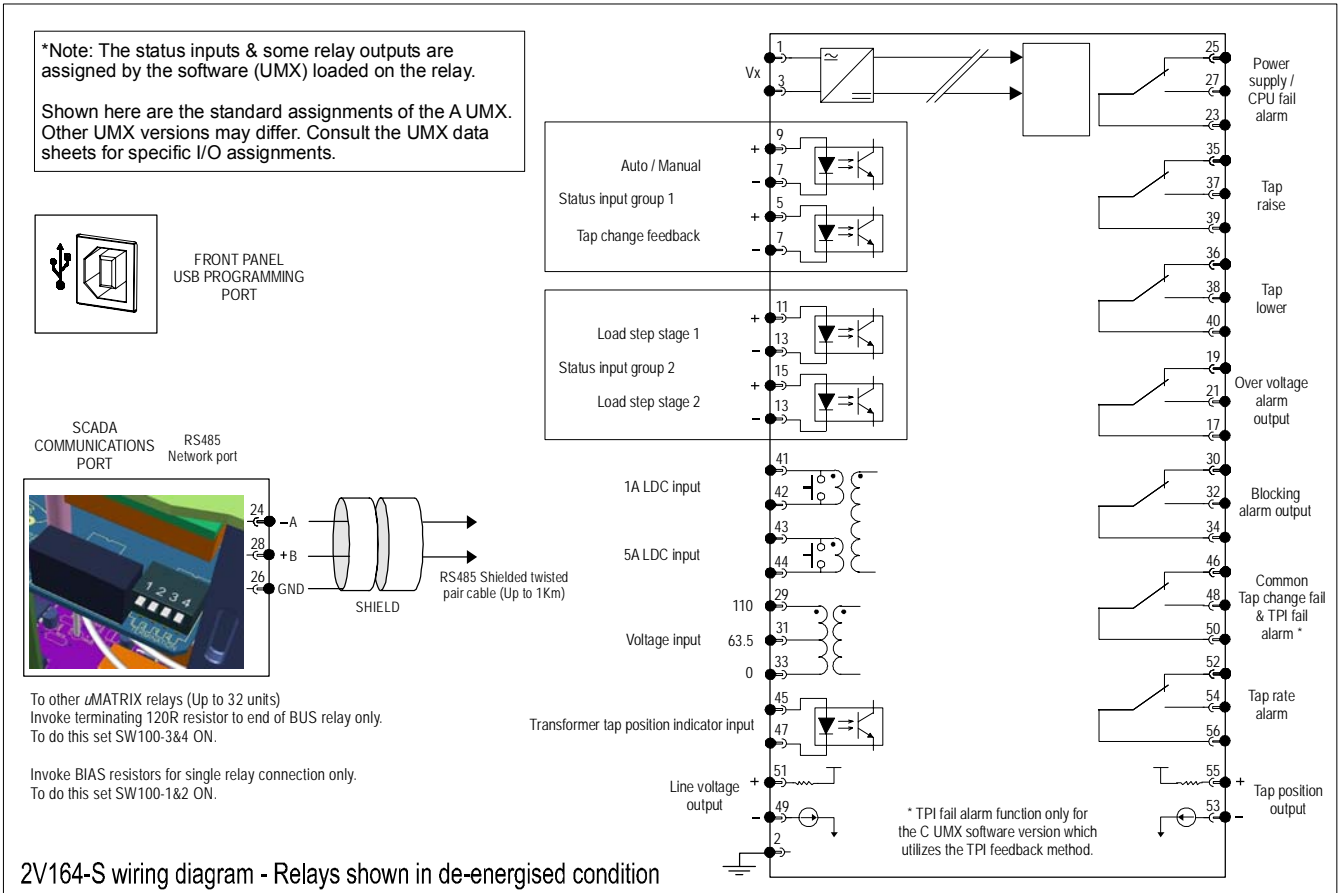 *Note: The status inputs & some relay outputs are
assigned by the software (UMX) loaded on the relay.
Shown here are the standard assignments of the A UMX.
Other UMX versions may differ. Consult the UMX data
sheets for specific I/O assignments.
FRONT PANEL
USB PROGRAMMING
PORT
SCADA
COMMUNICATIONS
PORT
RS485
Network port
1 2 3 4
24
–A
28
+B
26
GND
SHIELD
RS485 Shielded twisted
pair cable (Up to 1Km)
To other uMATRIX relays (Up to 32 units)
Invoke terminating 120R resistor to end of BUS relay only.
To do this set SW100-3&4 ON.
Invoke BIAS resistors for single relay connection only.
To do this set SW100-1&2 ON.
1
Vx
3
9
+
Auto / Manual
7
–
Status input group 1
5
+
Tap change feedback
7
–
11
+
Load step stage 1
13
–
Status input group 2
15
+
Load step stage 2
13
–
41
1A LDC input
42
43
5A LDC input
44
29
110
31
Voltage input 63.5
33
0
45
Transformer tap position indicator input
47
51
Line voltage +
output
49
–
2
25
Power
supply /
CPU fail
alarm
27
23
35
Tap
raise
37
39
36
Tap
lower
38
40
19
Over voltage
alarm
output
21
17
30
Blocking
alarm output
32
34
46
Common
Tap change fail
& TPI fail
alarm *
48
50
52
Tap rate
alarm
54
56
55
+
Tap position
output
53
–
* TPI fail alarm function only for
the C UMX software version which
utilizes the TPI feedback method.
2V164-S wiring diagram - Relays shown in de-energised condition